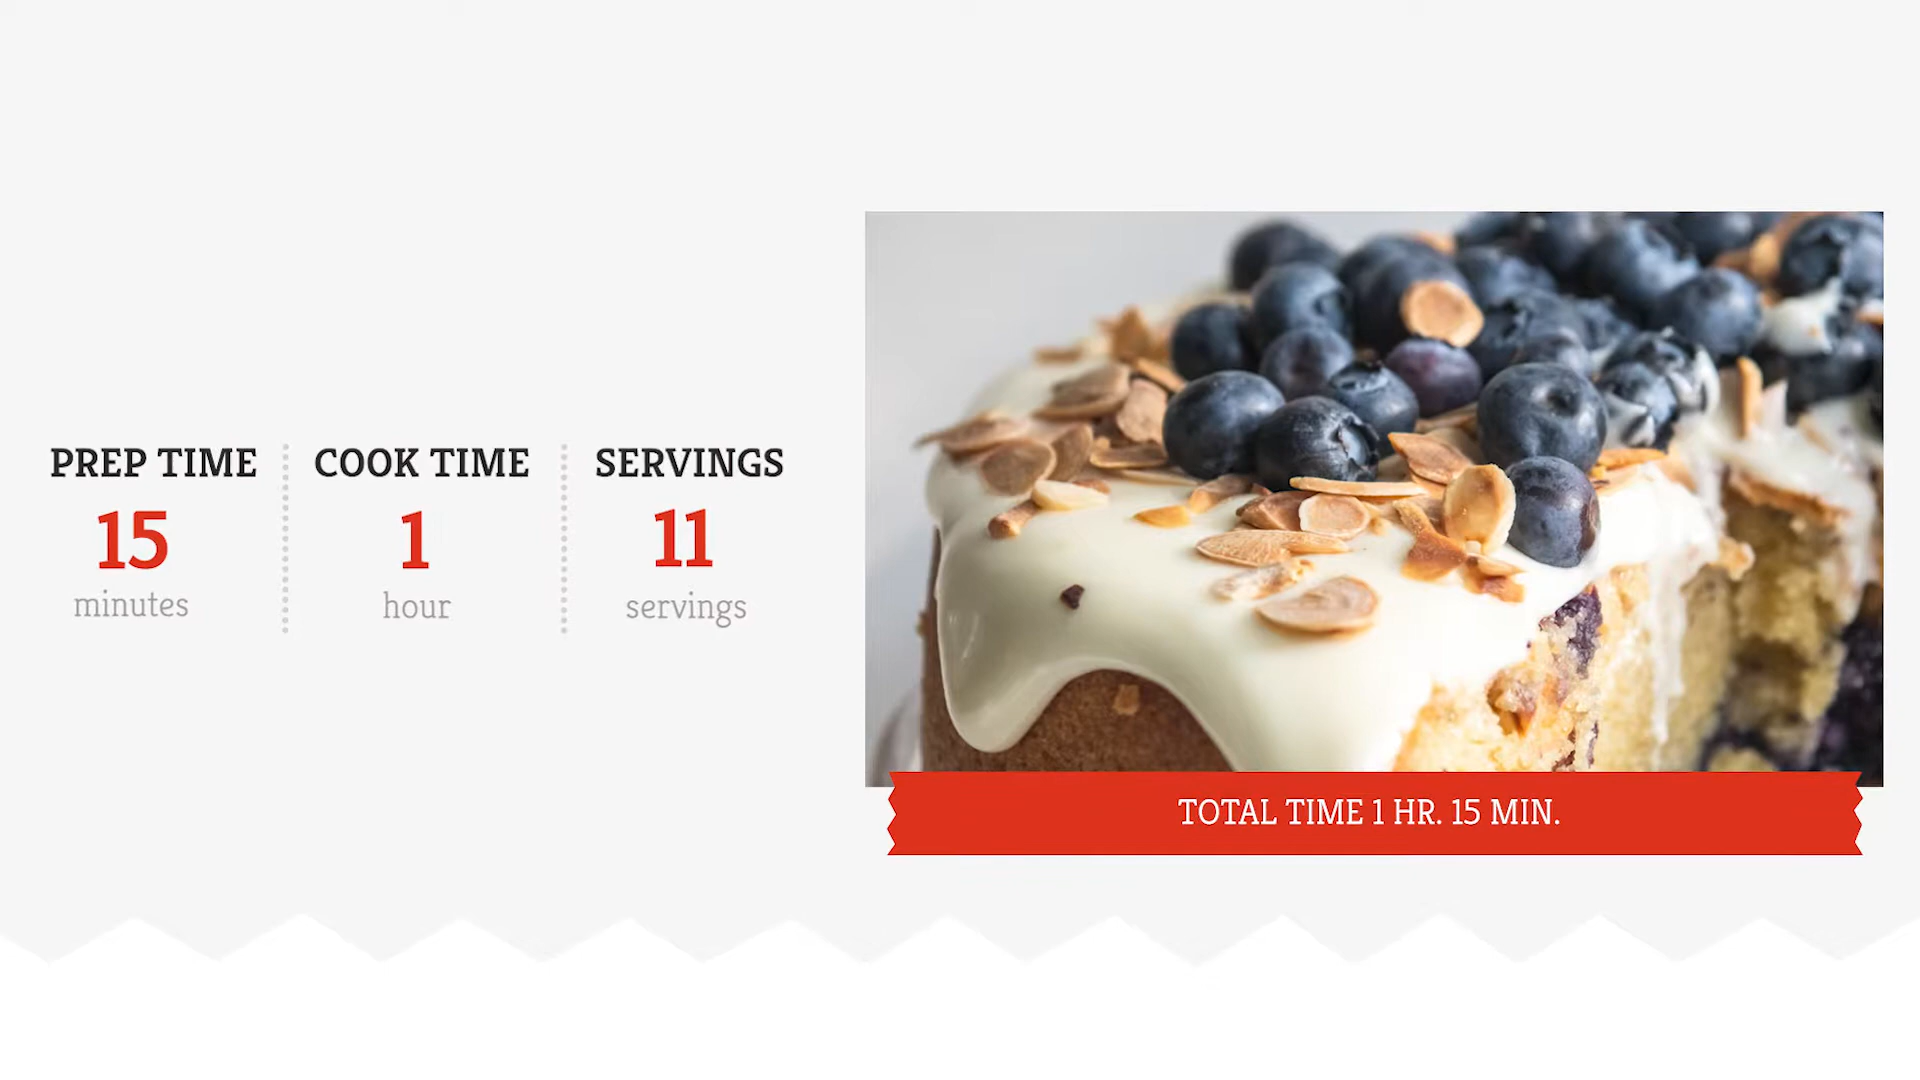 PREP TIME
15
minutes
COOK TIME
1
hour
SERVINGS
11
servings
TOTAL TIME 1 HR. 15 MIN.